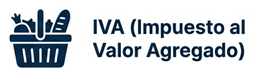 IVA (Impuesto al
Valor Agregado)